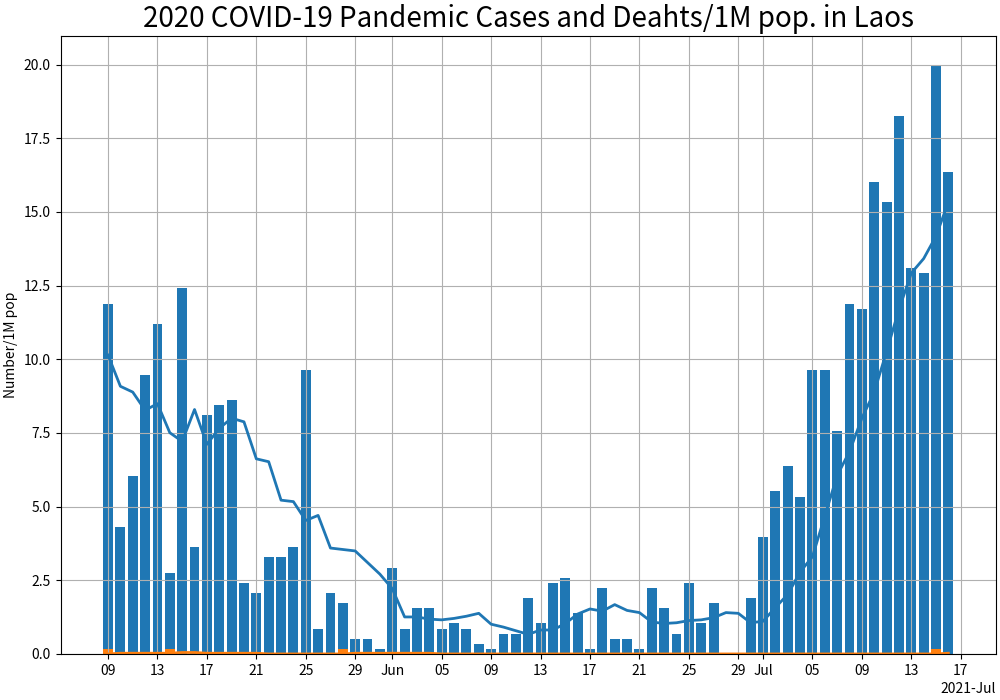 2020 COVID-19 Pandemic Cases and Deahts/1M pop. in Laos
Number/1M pop
20.0
17.5
15.0
12.5
10.0
7.5
5.0
2.5
0.0
09 13 17 21 25 29 Jun 05 09 13 17 21 25 29 Jul 05 09 13 17
2021-Jul